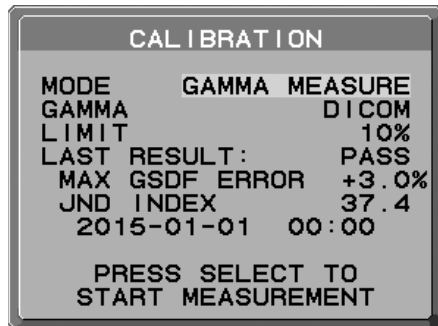 CALIBRATION
MODE GAMMA MEASURE
GAMMA DICOM
LIMIT 10%
LAST RESULT: PASS
MAX GSDF ERROR +3.0%
JND INDEX 37.4
2015-01-01 00:00
PRESS SELECT TO
START MEASUREMENT